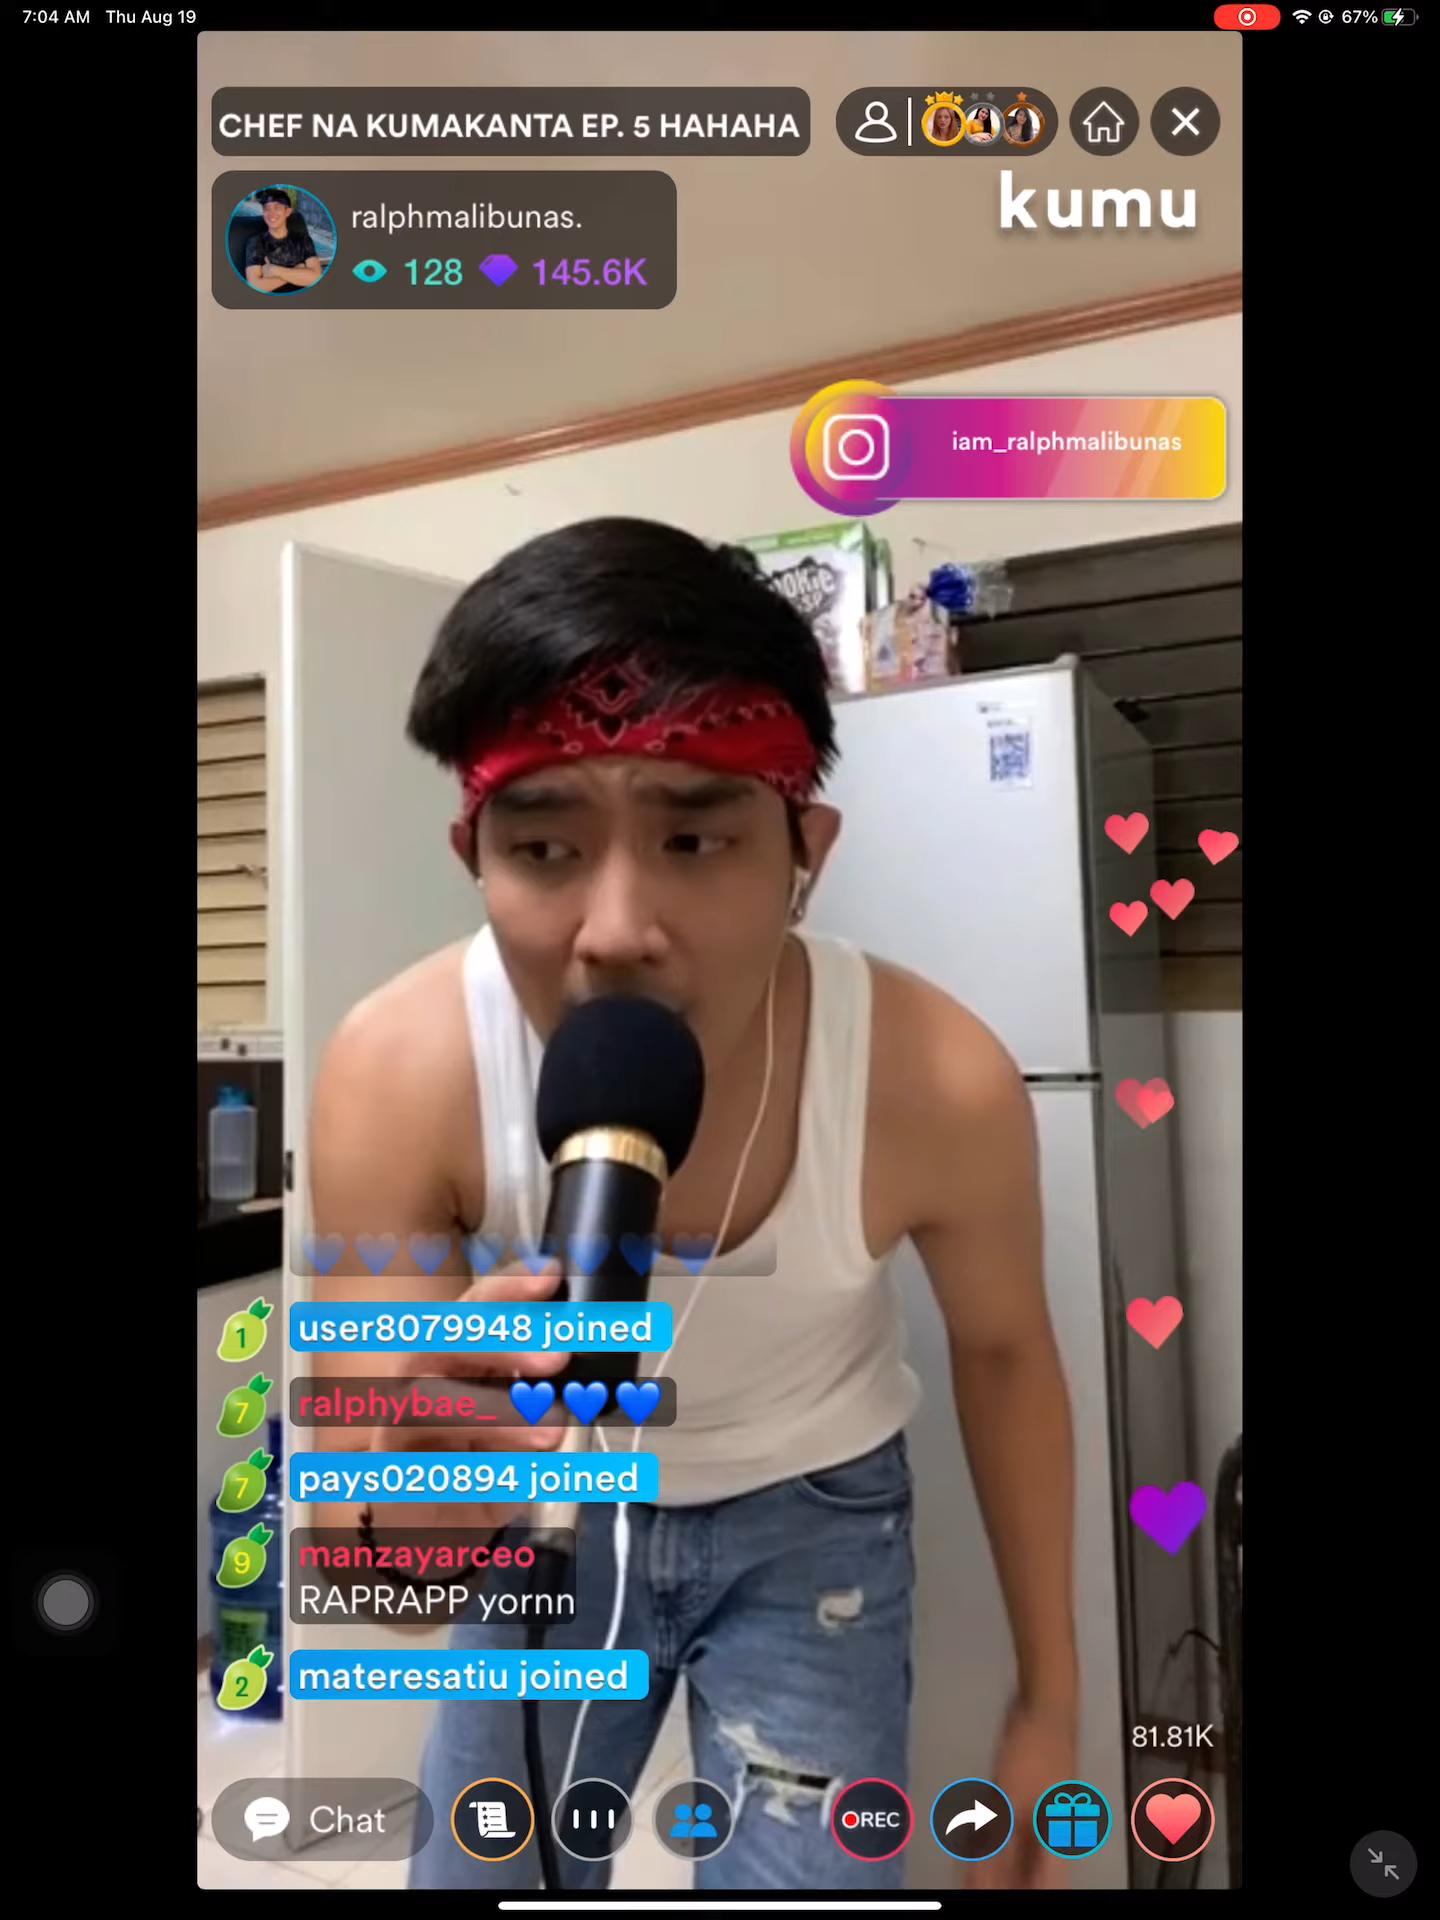 7:04 AM Thu Aug 19
67%
CHEF NA KUMAKANTA EP. 5 HAHAHA
ralphmalibunas.
128 145.6K
kumu
iam_ralphmalibunas
user8079948 joined
1
ralphybae_ 💙💙💙
7
pays020894 joined
7
manzayarceo
9
RAPRAPP yornn
materesatiu joined
2
81.81K
Chat
REC